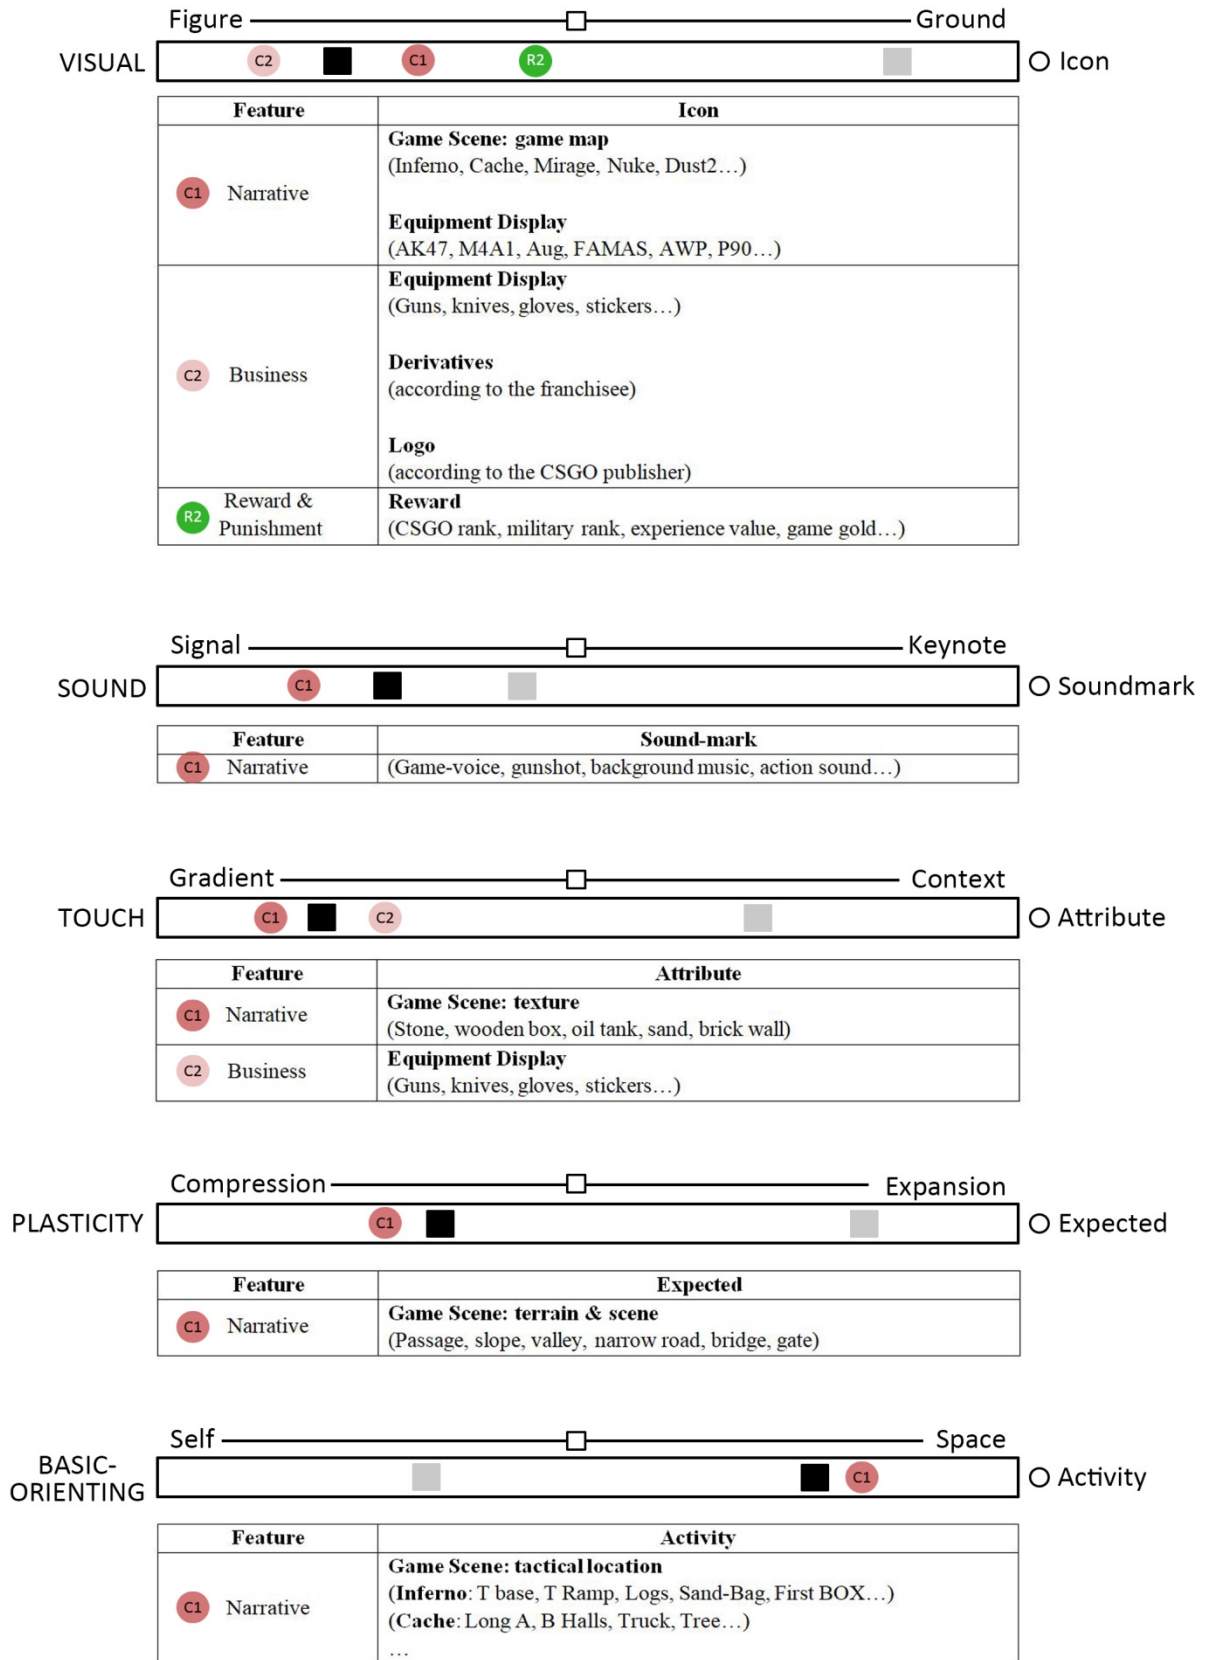 Figure Ground
VISUAL C2 C1 R2 Icon
Feature Icon
C1 Narrative
Game Scene: game map
(Inferno, Cache, Mirage, Nuke, Dust2…)
Equipment Display
(AK47, M4A1, Aug, FAMAS, AWP, P90…)
C2 Business
Equipment Display
(Guns, knives, gloves, stickers…)
Derivatives
(according to the franchisee)
Logo
(according to the CSGO publisher)
R2 Reward &
Punishment
Reward
(CSGO rank, military rank, experience value, game gold…)
Signal Keynote
SOUND C1 Soundmark
Feature Sound-mark
C1 Narrative (Game-voice, gunshot, background music, action sound…)
Gradient Context
TOUCH C1 C2 Attribute
Feature Attribute
C1 Narrative
Game Scene: texture
(Stone, wooden box, oil tank, sand, brick wall)
C2 Business
Equipment Display
(Guns, knives, gloves, stickers…)
Compression Expansion
PLASTICITY C1 Expected
Feature Expected
C1 Narrative
Game Scene: terrain & scene
(Passage, slope, valley, narrow road, bridge, gate)
Self Space
BASIC-
ORIENTING C1 Activity
Feature Activity
C1 Narrative
Game Scene: tactical location
(Inferno: T base, T Ramp, Logs, Sand-Bag, First BOX…)
(Cache: Long A, B Halls, Truck, Tree…)
…